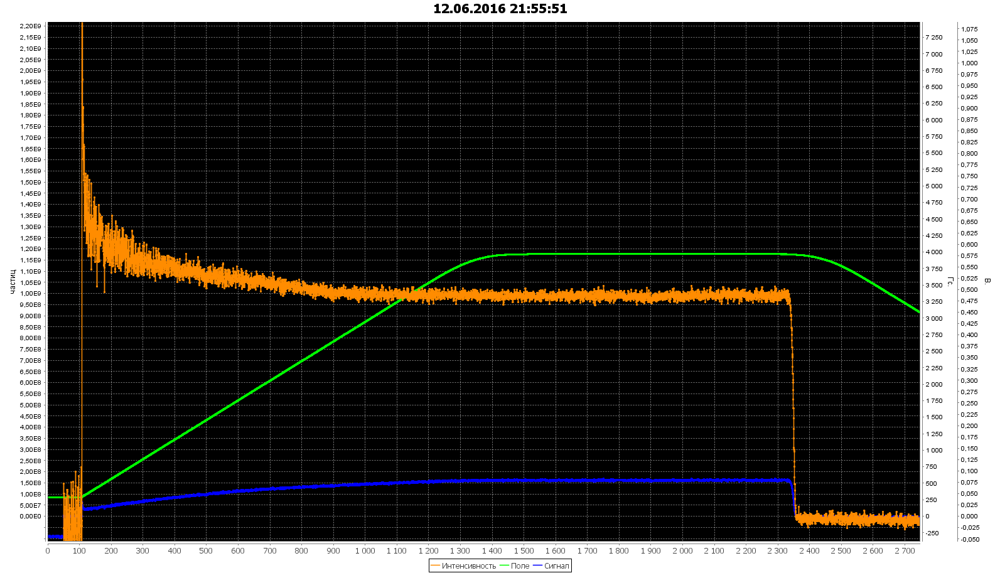 12.06.2016 21:55:51
2,20E9
2,15E9
2,10E9
2,05E9
2,00E9
1,95E9
1,90E9
1,85E9
1,80E9
1,75E9
1,70E9
1,65E9
1,60E9
1,55E9
1,50E9
1,45E9
1,40E9
1,35E9
1,30E9
1,25E9
1,20E9
1,15E9
1,10E9
1,05E9
1,00E9
9,50E8
9,00E8
8,50E8
8,00E8
7,50E8
7,00E8
6,50E8
6,00E8
5,50E8
5,00E8
4,50E8
4,00E8
3,50E8
3,00E8
2,50E8
2,00E8
1,50E8
1,00E8
5,00E7
0,00E0
частиц
7 250
7 000
6 750
6 500
6 250
6 000
5 750
5 500
5 250
5 000
4 750
4 500
4 250
4 000
3 750
3 500
3 250
3 000
2 750
2 500
2 250
2 000
1 750
1 500
1 250
1 000
750
500
250
0
-250
Гс.
1,075
1,050
1,025
1,000
0,975
0,950
0,925
0,900
0,875
0,850
0,825
0,800
0,775
0,750
0,725
0,700
0,675
0,650
0,625
0,600
0,575
0,550
0,525
0,500
0,475
0,450
0,425
0,400
0,375
0,350
0,325
0,300
0,275
0,250
0,225
0,200
0,175
0,150
0,125
0,100
0,075
0,050
0,025
0,000
-0,025
-0,050
В.
0 100 200 300 400 500 600 700 800 900 1 000 1 100 1 200 1 300 1 400 1 500 1 600 1 700 1 800 1 900 2 000 2 100 2 200 2 300 2 400 2 500 2 600 2 700
Интенсивность Поле Сигнал